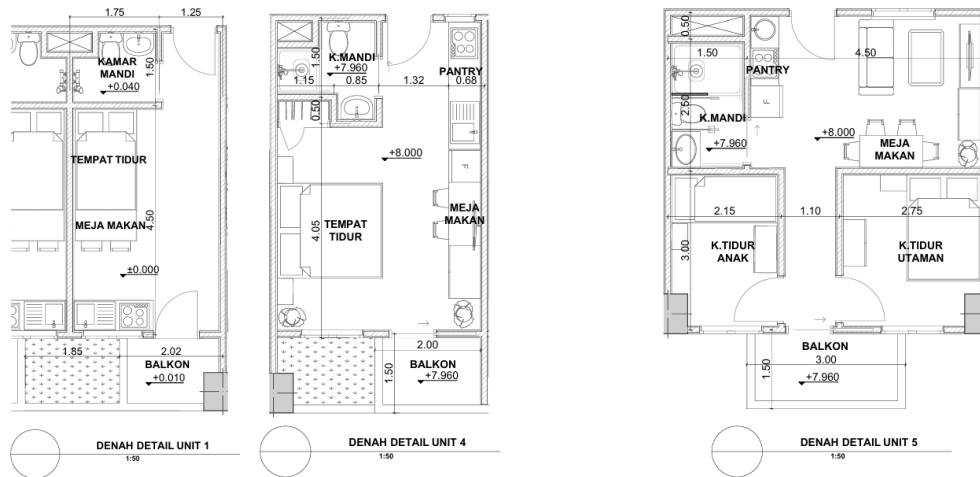 1.75
1.25
KAMAR
MANDI
+0.040
1.50
TEMPAT TIDUR
MEJA MAKAN
4.50
±0.000
1.85
2.02
BALKON
+0.010
DENAH DETAIL UNIT 1
1:50
4.00
1.50
K.MANDI
+7.960
PANTRY
1.15
0.85
1.32
0.68
0.50
+8.000
F
TEMPAT
TIDUR
4.05
MEJA
MAKAN
2.00
BALKON
1.50
+7.960
DENAH DETAIL UNIT 4
1:50
0.50
1.50
4.50
PANTRY
F
2.50
K.MANDI
+7.960
+8.000
MEJA
MAKAN
2.15
1.10
2.75
3.00
K.TIDUR
ANAK
K.TIDUR
UTAMAN
BALKON
3.00
1.50
+7.960
DENAH DETAIL UNIT 5
1:50